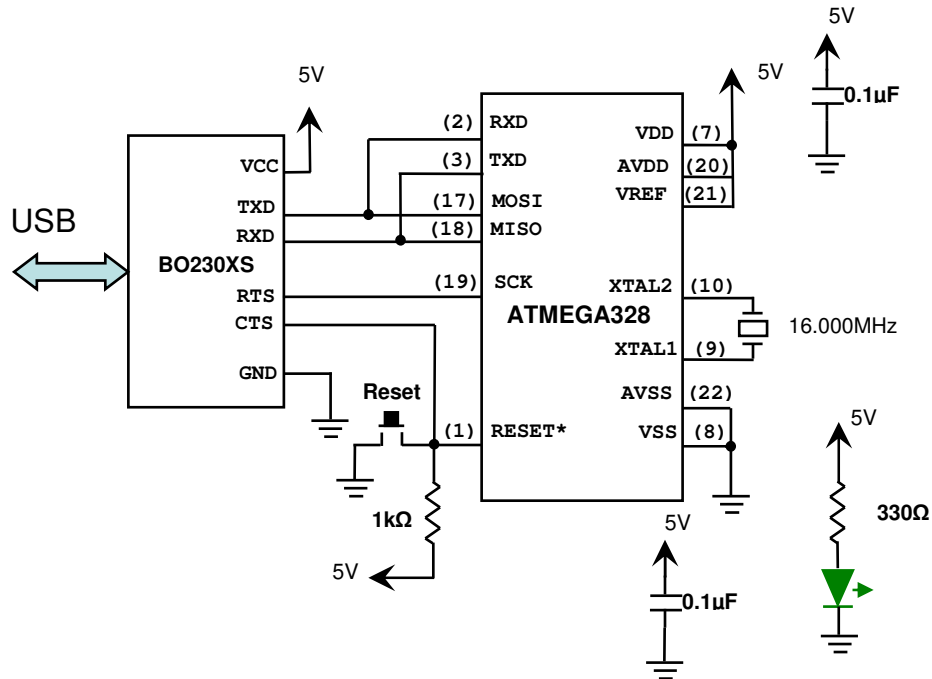 USB
BO230XS
5V
VCC
TXD
RXD
RTS
CTS
GND
Reset
1kΩ
5V
ATMEGA328
(2) RXD
(3) TXD
(17) MOSI
(18) MISO
(19) SCK
(1) RESET*
VDD (7)
AVDD (20)
VREF (21)
XTAL2 (10)
XTAL1 (9)
AVSS (22)
VSS (8)
5V
16.000MHz
5V
0.1µF
5V
0.1µF
5V
330Ω